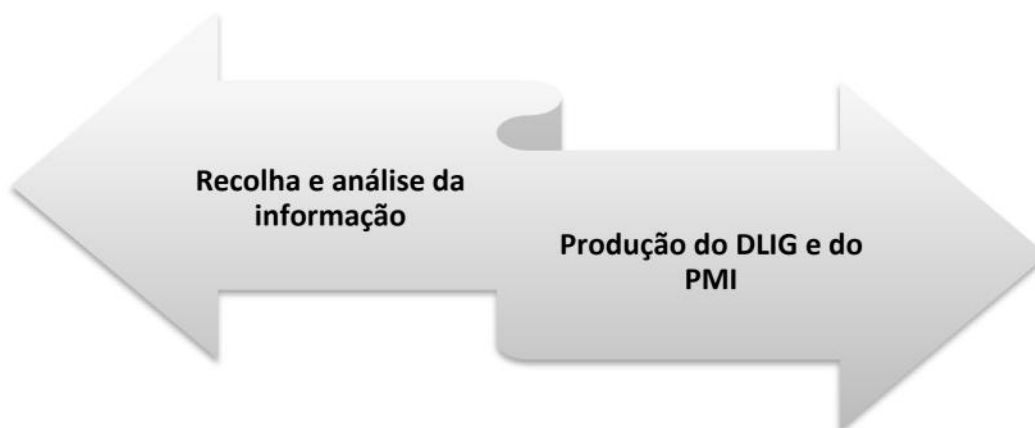 Recolha e análise da
informação
Produção do DLIG e do
PMI